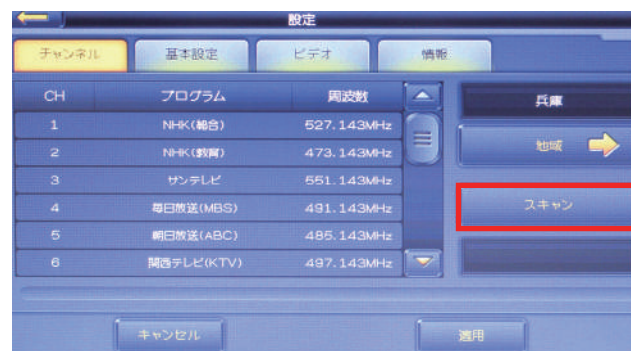 設定
チャンネル 基本設定 ビデオ 情報
CH プログラム 周波数
兵庫
1 NHK(総合) 527.143MHz
地域
2 NHK(教育) 473.143MHz
3 サンテレビ 551.143MHz
スキャン
4 毎日放送(MBS) 491.143MHz
5 朝日放送(ABC) 485.143MHz
6 関西テレビ(KTV) 497.143MHz
キャンセル 適用